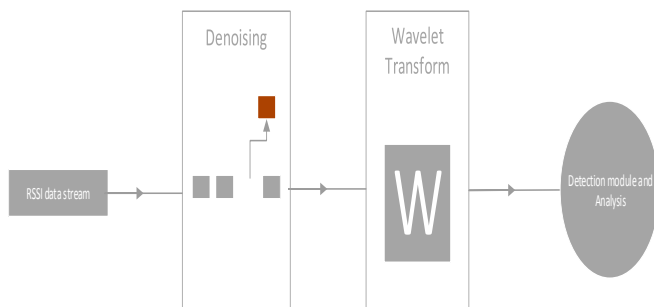 Denoising
Wavelet
Transform
RSSI data stream
W
Detection module and
Analysis